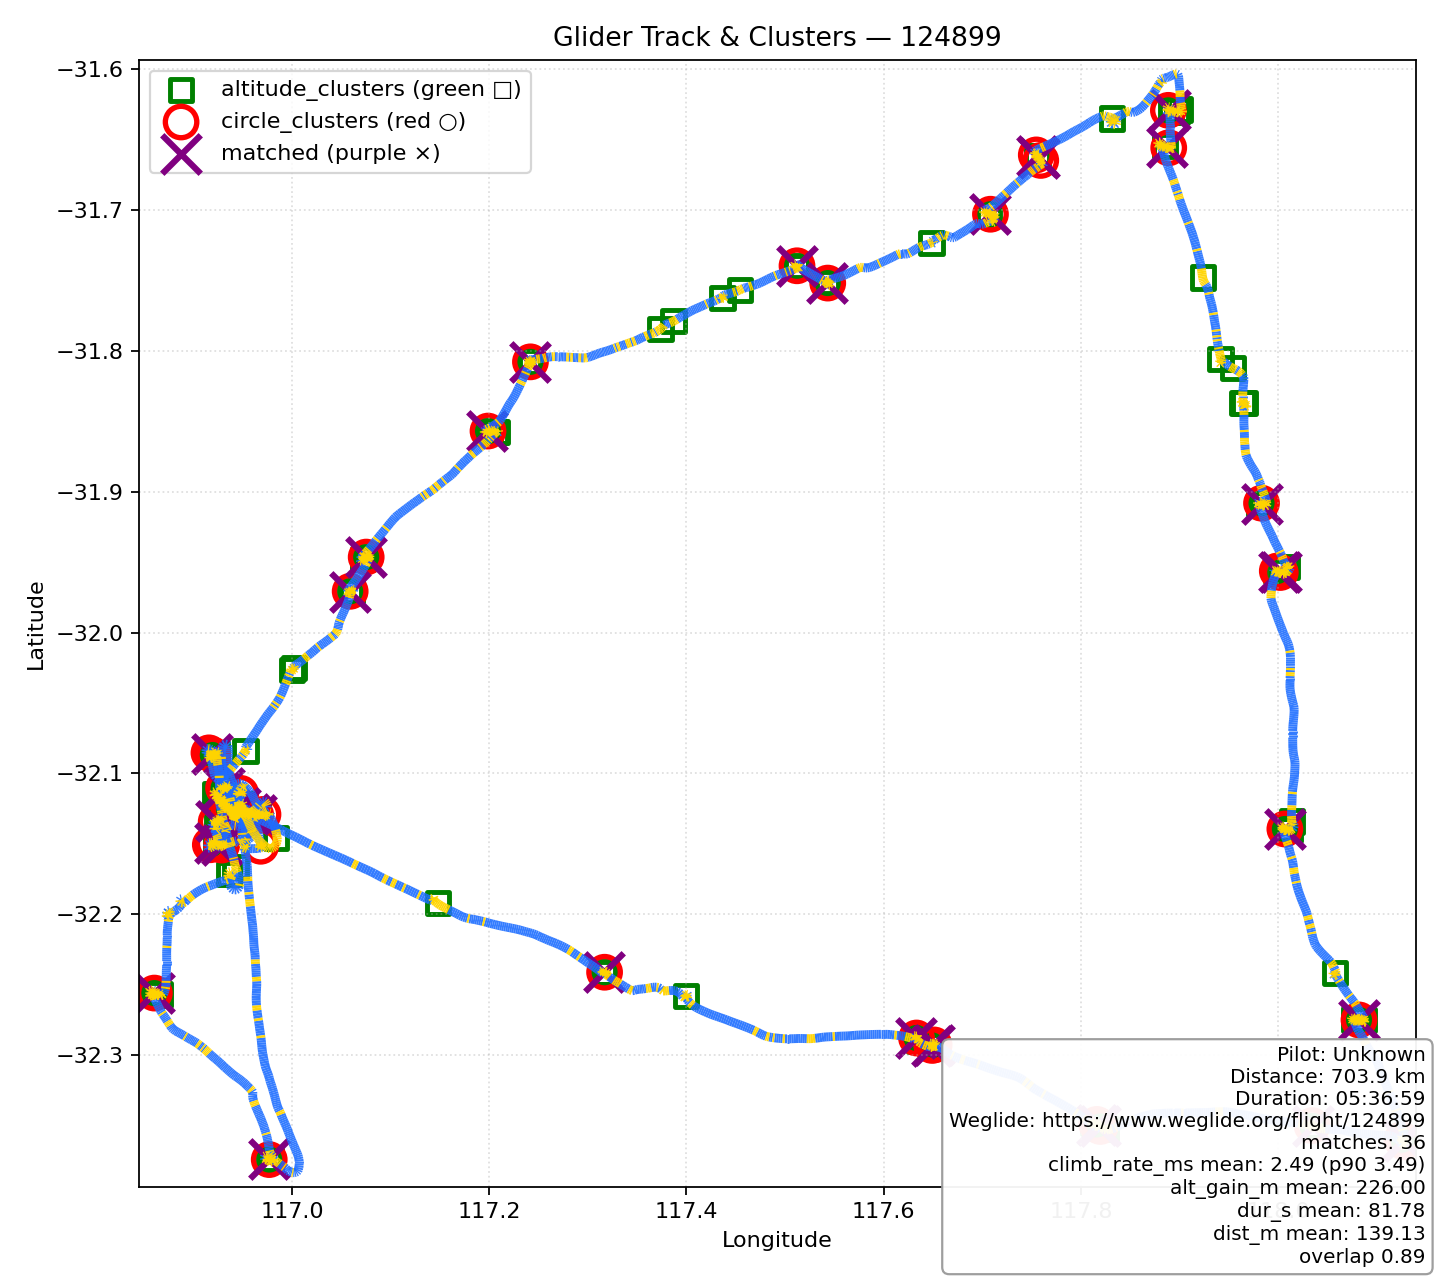 Glider Track & Clusters — 124899
altitude_clusters (green □)
circle_clusters (red ○)
matched (purple ×)
Latitude
−31.6
−31.7
−31.8
−31.9
−32.0
−32.1
−32.2
−32.3
117.0
117.2
117.4
117.6
117.8
Longitude
Pilot: Unknown
Distance: 703.9 km
Duration: 05:36:59
Weglide: https://www.weglide.org/flight/124899
matches: 36
climb_rate_ms mean: 2.49 (p90 3.49)
alt_gain_m mean: 226.00
dur_s mean: 81.78
dist_m mean: 139.13
overlap 0.89